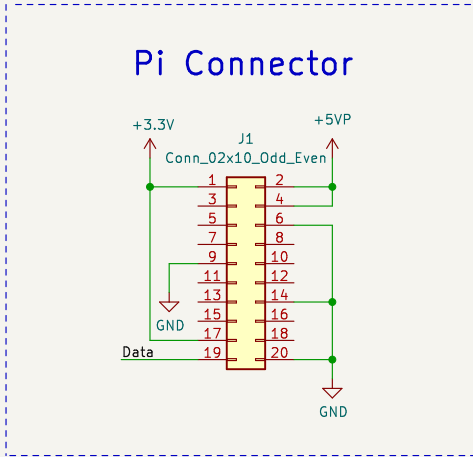 Pi Connector
+3.3V
+5VP
J1
Conn_02x10_Odd_Even
1 2
3 4
5 6
7 8
9 10
11 12
13 14
15 16
GND
17 18
Data
19 20
GND